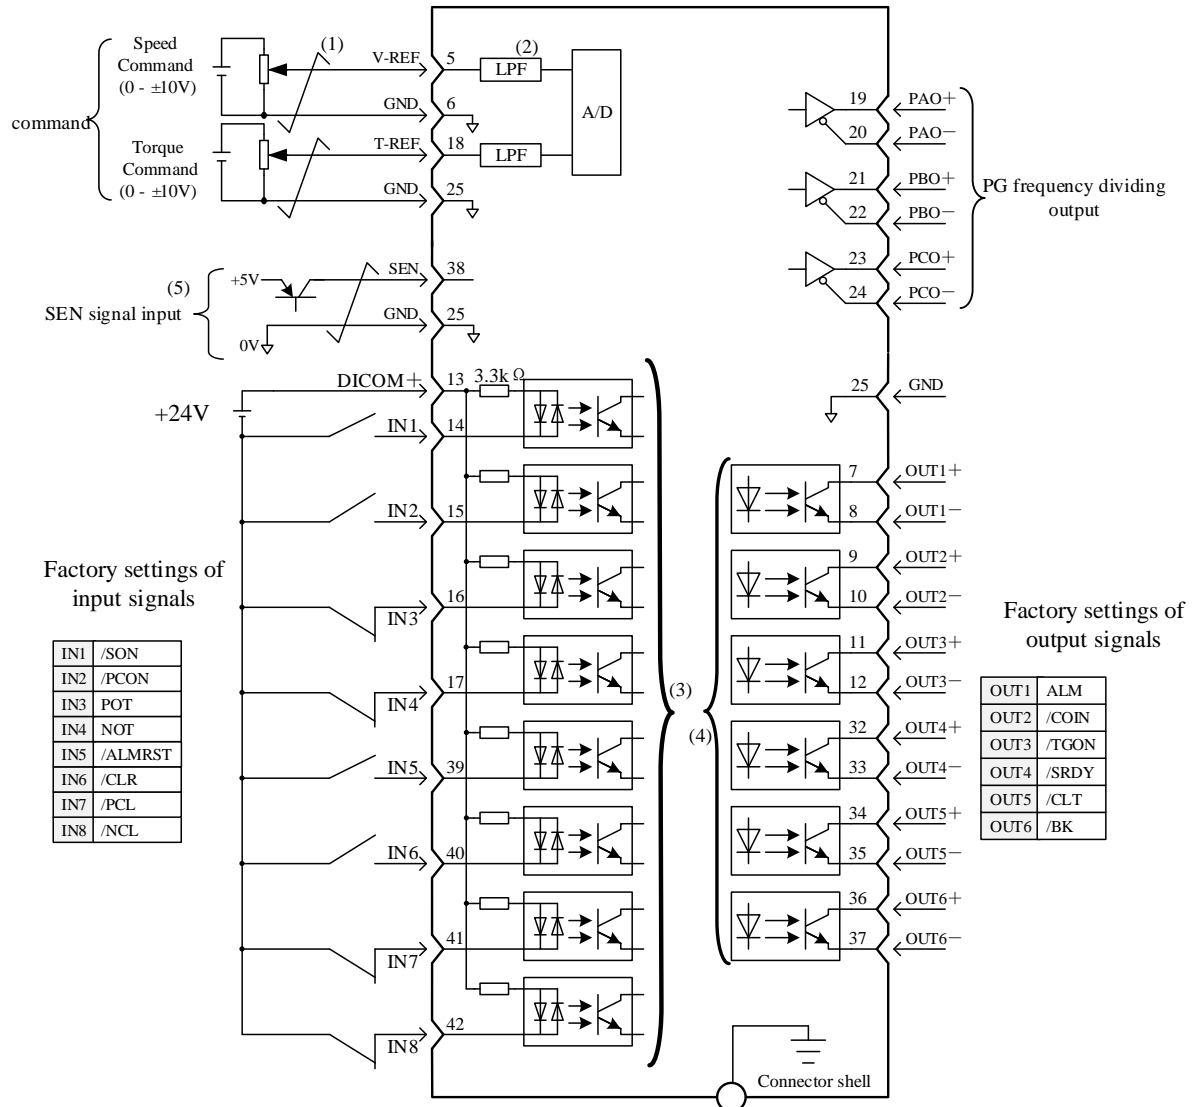 command
Speed
Command
(0 - ±10V)
(1)
V-REF
5
(2)
LPF
A/D
GND
6
Torque
Command
(0 - ±10V)
T-REF
18
LPF
GND
25
(5)
SEN signal input
+5V
SEN
38
GND
25
0V
DICOM+
13
3.3kΩ
+24V
IN1
14
IN2
15
IN3
16
IN4
17
IN5
39
IN6
40
IN7
41
IN8
42
(3)
Factory settings of
input signals
IN1 /SON
IN2 /PCON
IN3 POT
IN4 NOT
IN5 /ALMRST
IN6 /CLR
IN7 /PCL
IN8 /NCL
19 PAO+
20 PAO−
21 PBO+
22 PBO−
23 PCO+
24 PCO−
PG frequency dividing
output
25 GND
(4)
7 OUT1+
8 OUT1−
9 OUT2+
10 OUT2−
11 OUT3+
12 OUT3−
32 OUT4+
33 OUT4−
34 OUT5+
35 OUT5−
36 OUT6+
37 OUT6−
Factory settings of
output signals
OUT1 ALM
OUT2 /COIN
OUT3 /TGON
OUT4 /SRDY
OUT5 /CLT
OUT6 /BK
Connector shell